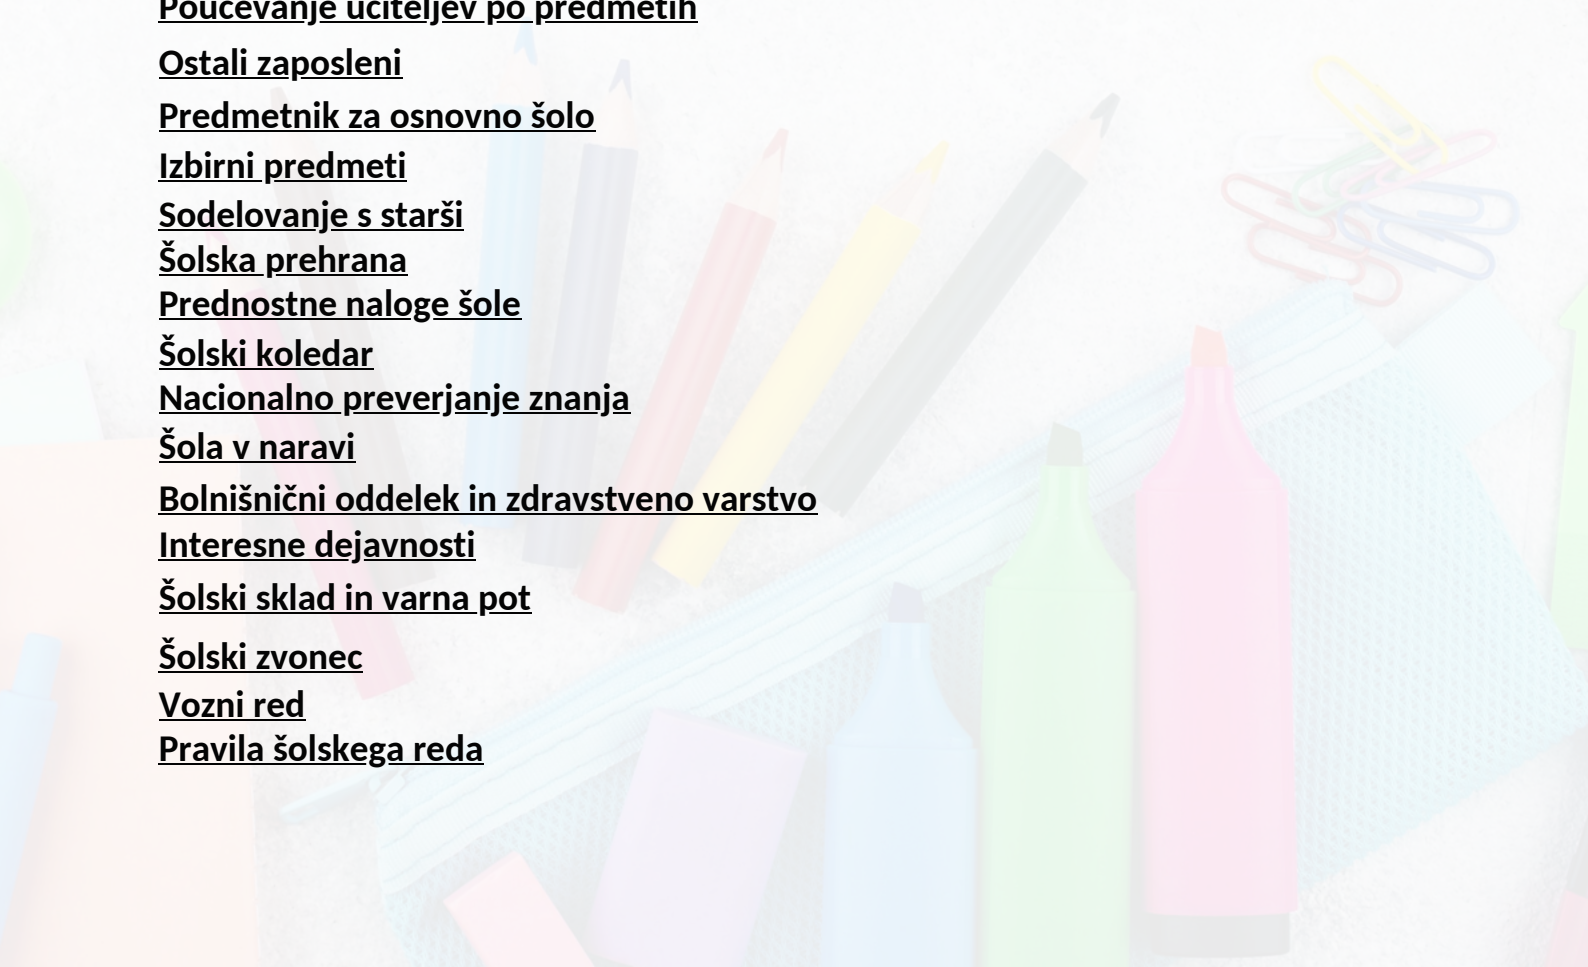 Poučevanje učiteljev po predmetih
Ostali zaposleni
Predmetnik za osnovno šolo
Izbirni predmeti
Sodelovanje s starši
Šolska prehrana
Prednostne naloge šole
Šolski koledar
Nacionalno preverjanje znanja
Šola v naravi
Bolnišnični oddelek in zdravstveno varstvo
Interesne dejavnosti
Šolski sklad in varna pot
Šolski zvonec
Vozni red
Pravila šolskega reda